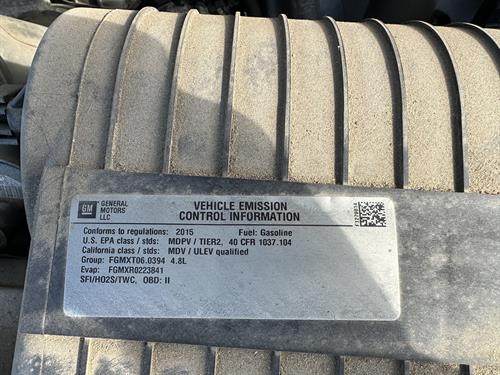 GM
GENERAL
MOTORS
LLC
VEHICLE EMISSION
CONTROL INFORMATION
Conforms to regulations: 2015 Fuel: Gasoline
U.S. EPA class / stds: MDPV / TIER2, 40 CFR 1037.104
California class / stds: MDV / ULEV qualified
Group: FGMXT06.0394 4.8L
Evap: FGMXR0223841
SFI/HO2S/TWC, OBD: II